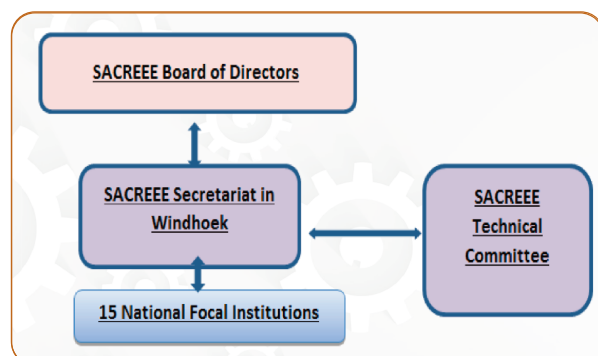 SACREEE Board of Directors
SACREEE Secretariat in
Windhoek
SACREEE
Technical
Committee
15 National Focal Institutions